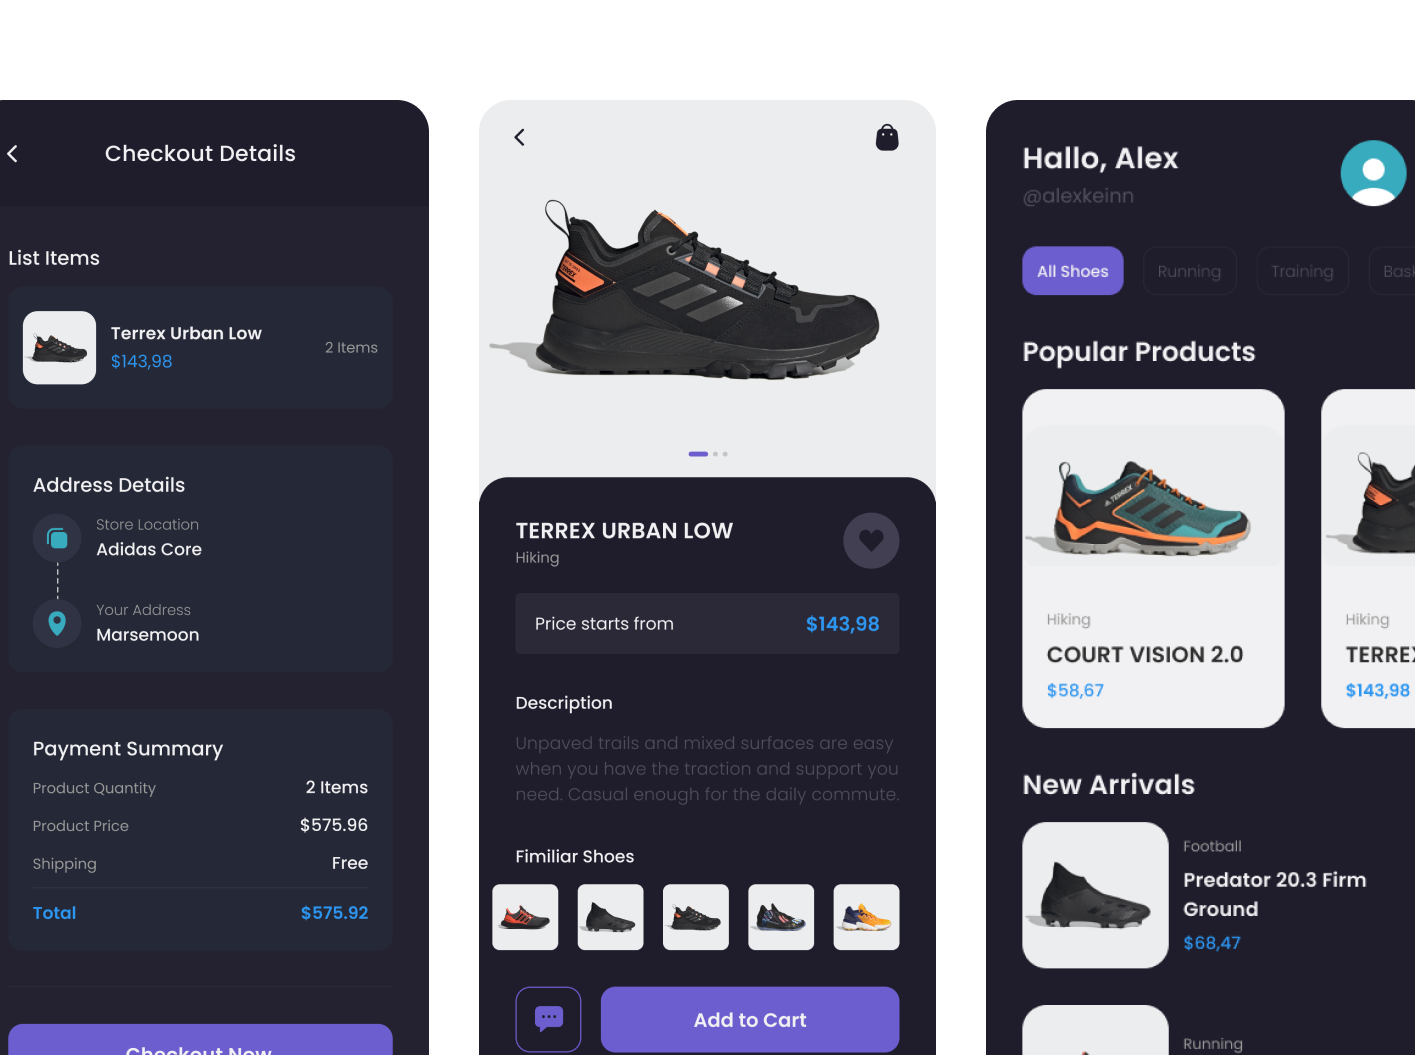 Checkout Details
List Items
Terrex Urban Low
$143,98
2 Items
Address Details
Store Location
Adidas Core
Your Address
Marsemoon
Payment Summary
Product Quantity
2 Items
Product Price
$575.96
Shipping
Free
Total
$575.92
Checkout Now
TERREX URBAN LOW
Hiking
Price starts from
$143,98
Description
Unpaved trails and mixed surfaces are easy
when you have the traction and support you
need. Casual enough for the daily commute.
Fimiliar Shoes
Add to Cart
Hallo, Alex
@alexkeinn
All Shoes
Running
Training
Bask
Popular Products
TERREX
Hiking
COURT VISION 2.0
$58,67
Hiking
TERREX
$143,98
New Arrivals
Football
Predator 20.3 Firm
Ground
$68,47
Running